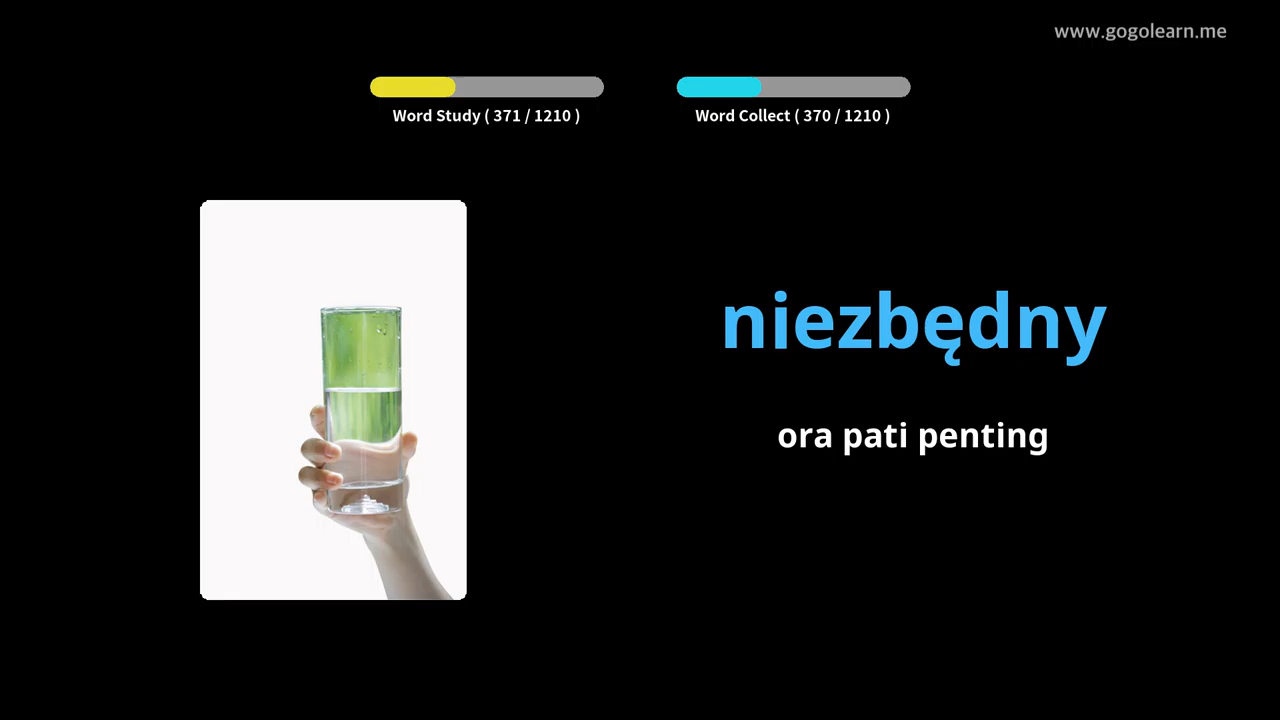 www.gogolearn.me
Word Study ( 371 / 1210 )
Word Collect ( 370 / 1210 )
niezbędny
ora pati penting